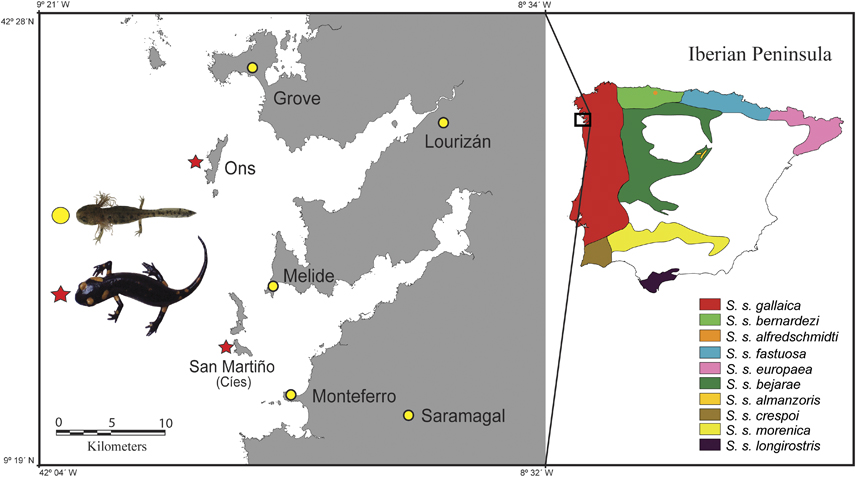 9° 21´ W
8° 34´ W
42° 28´N
Iberian Peninsula
Grove
Lourizán
Ons
Melide
San Martiño
(Cíes)
Monteferro
Saramagal
0 5 10
Kilometers
9° 19´ N
42° 04´ W
8° 32´ W
S. s. gallaica
S. s. bernardezi
S. s. alfredschmidti
S. s. fastuosa
S. s. europaea
S. s. bejarae
S. s. almanzoris
S. s. crespoi
S. s. morenica
S. s. longirostris